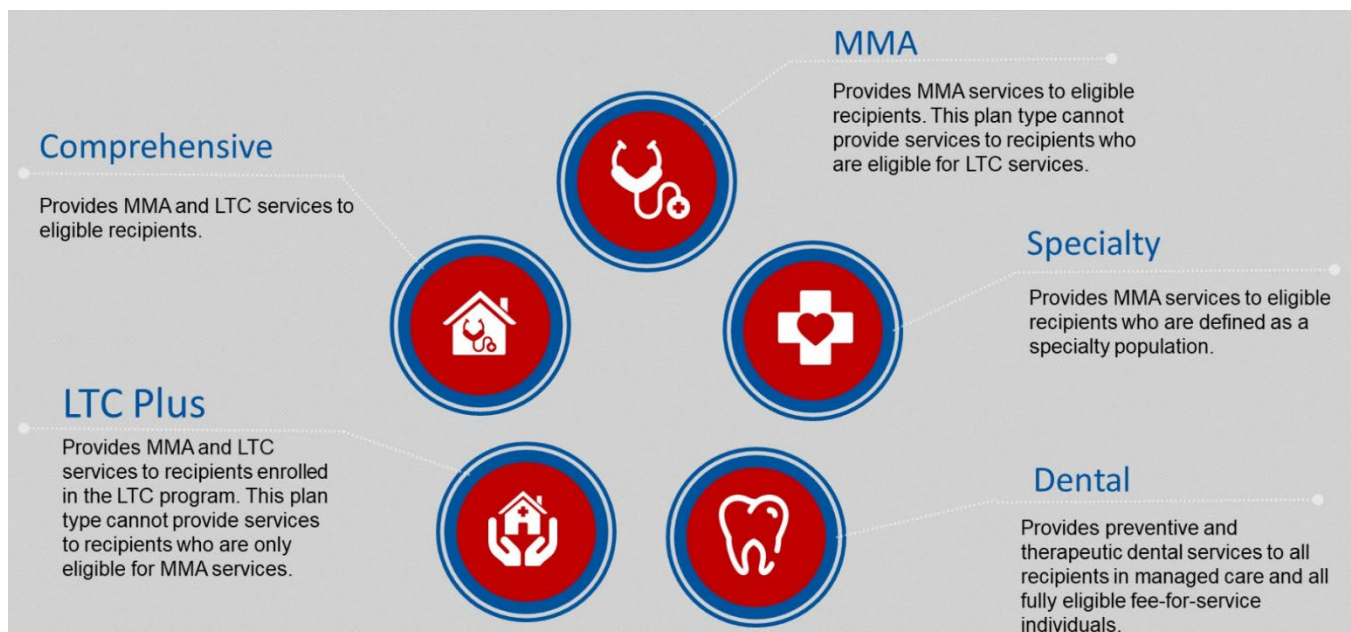 MMA
Provides MMA services to eligible
recipients. This plan type cannot
provide services to recipients who
are eligible for LTC services.
Comprehensive
Provides MMA and LTC services to
eligible recipients.
Specialty
Provides MMA services to eligible
recipients who are defined as a
specialty population.
LTC Plus
Provides MMA and LTC
services to recipients enrolled
in the LTC program. This plan
type cannot provide services
to recipients who are only
eligible for MMA services.
Dental
Provides preventive and
therapeutic dental services to all
recipients in managed care and all
fully eligible fee-for-service
individuals.